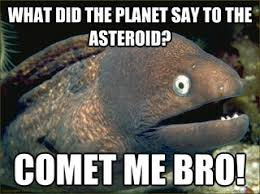 WHAT DID THE PLANET SAY TO THE
ASTEROID?
COMET ME BRO!